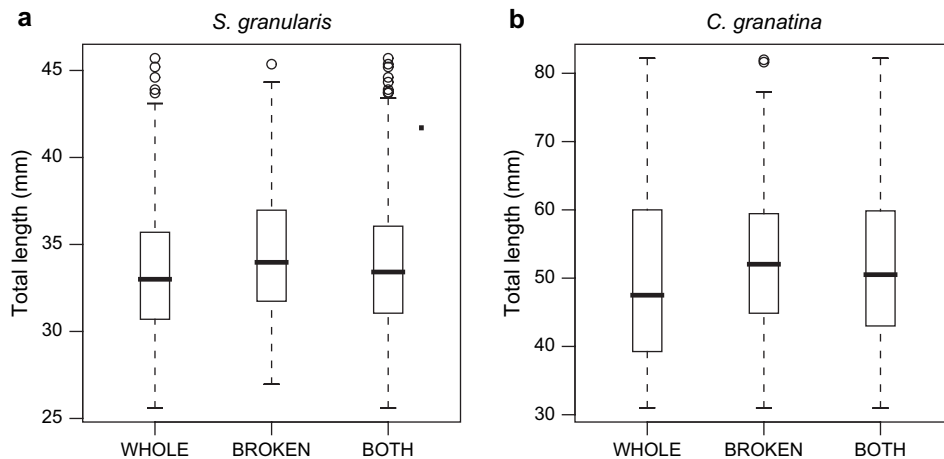 a
S. granularis
Total length (mm)
45
40
35
30
25
WHOLE BROKEN BOTH
b
C. granatina
Total length (mm)
80
70
60
50
40
30
WHOLE BROKEN BOTH